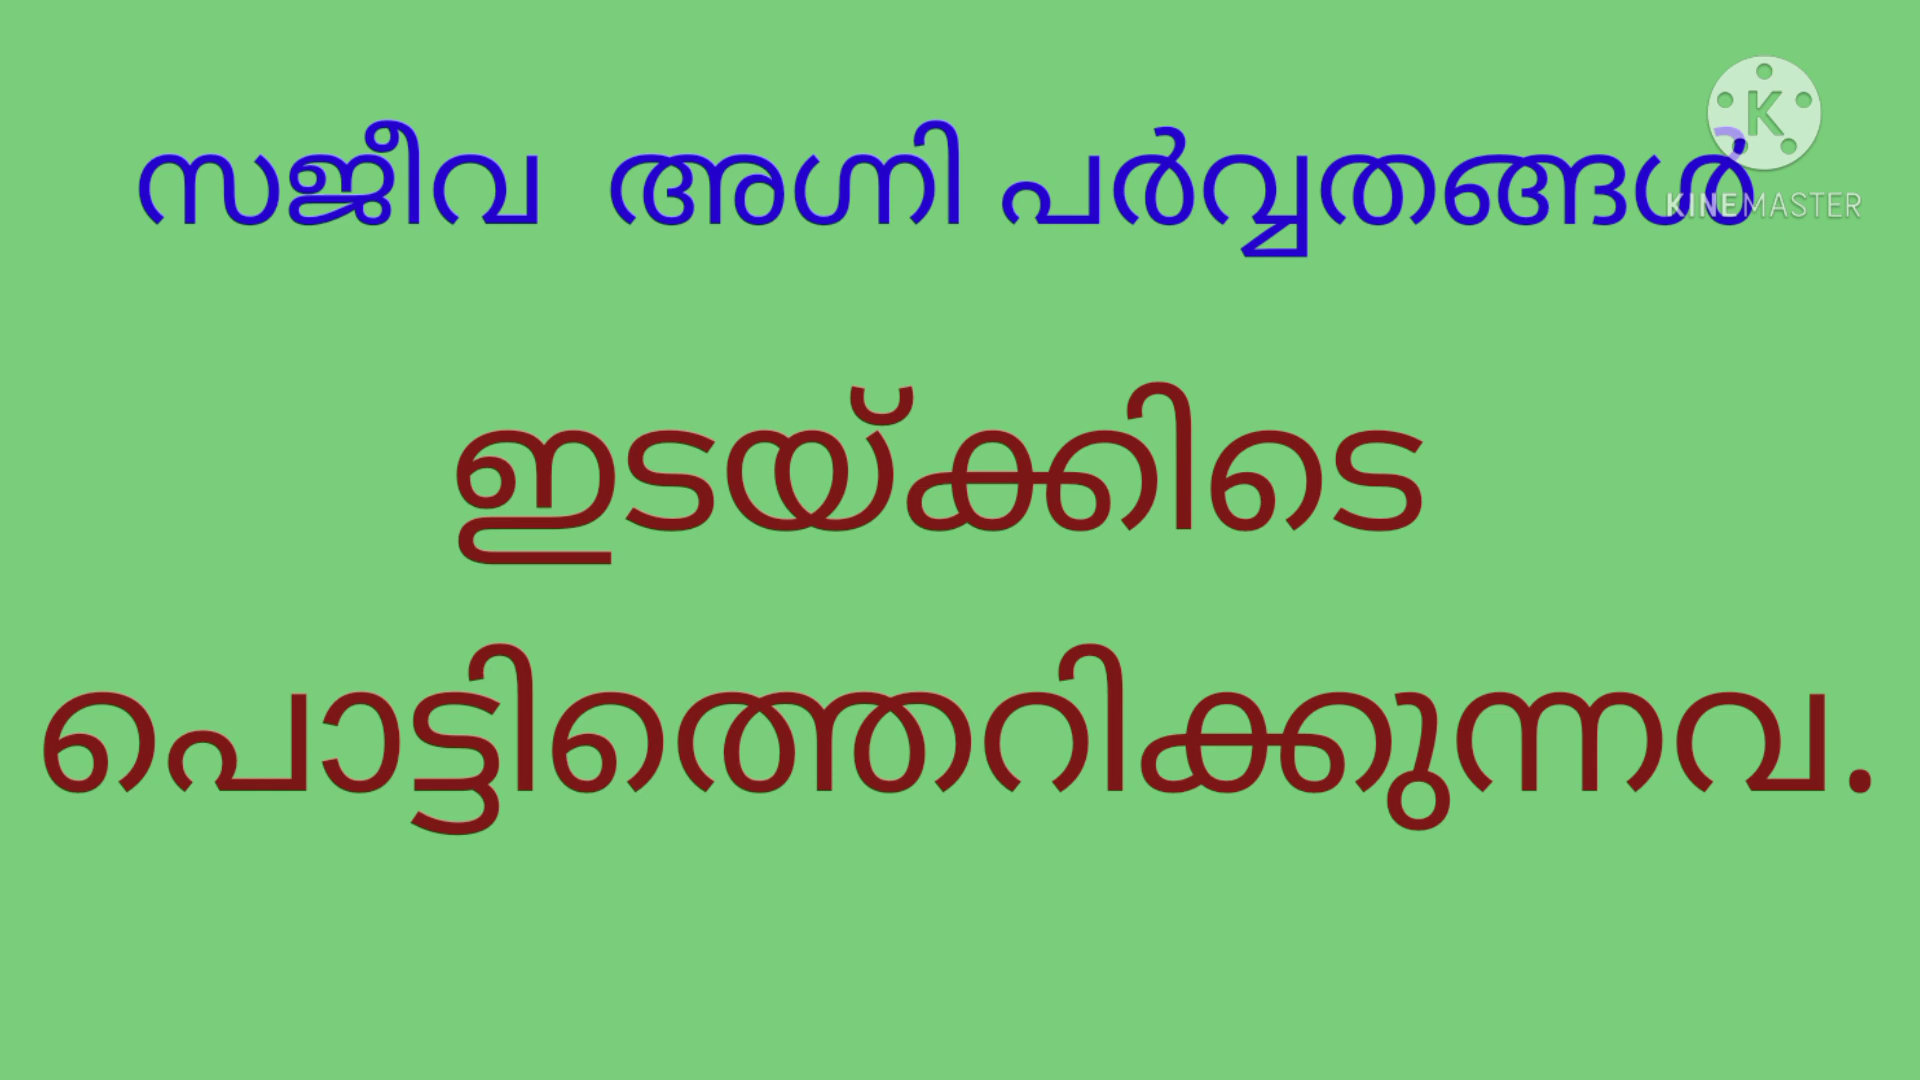 സജീവ അഗ്നി പർവ്വതങ്ങൾ
K
KINEMASTER
ഇടയ്ക്കിടെ
പൊട്ടിത്തെറിക്കുന്നവ.